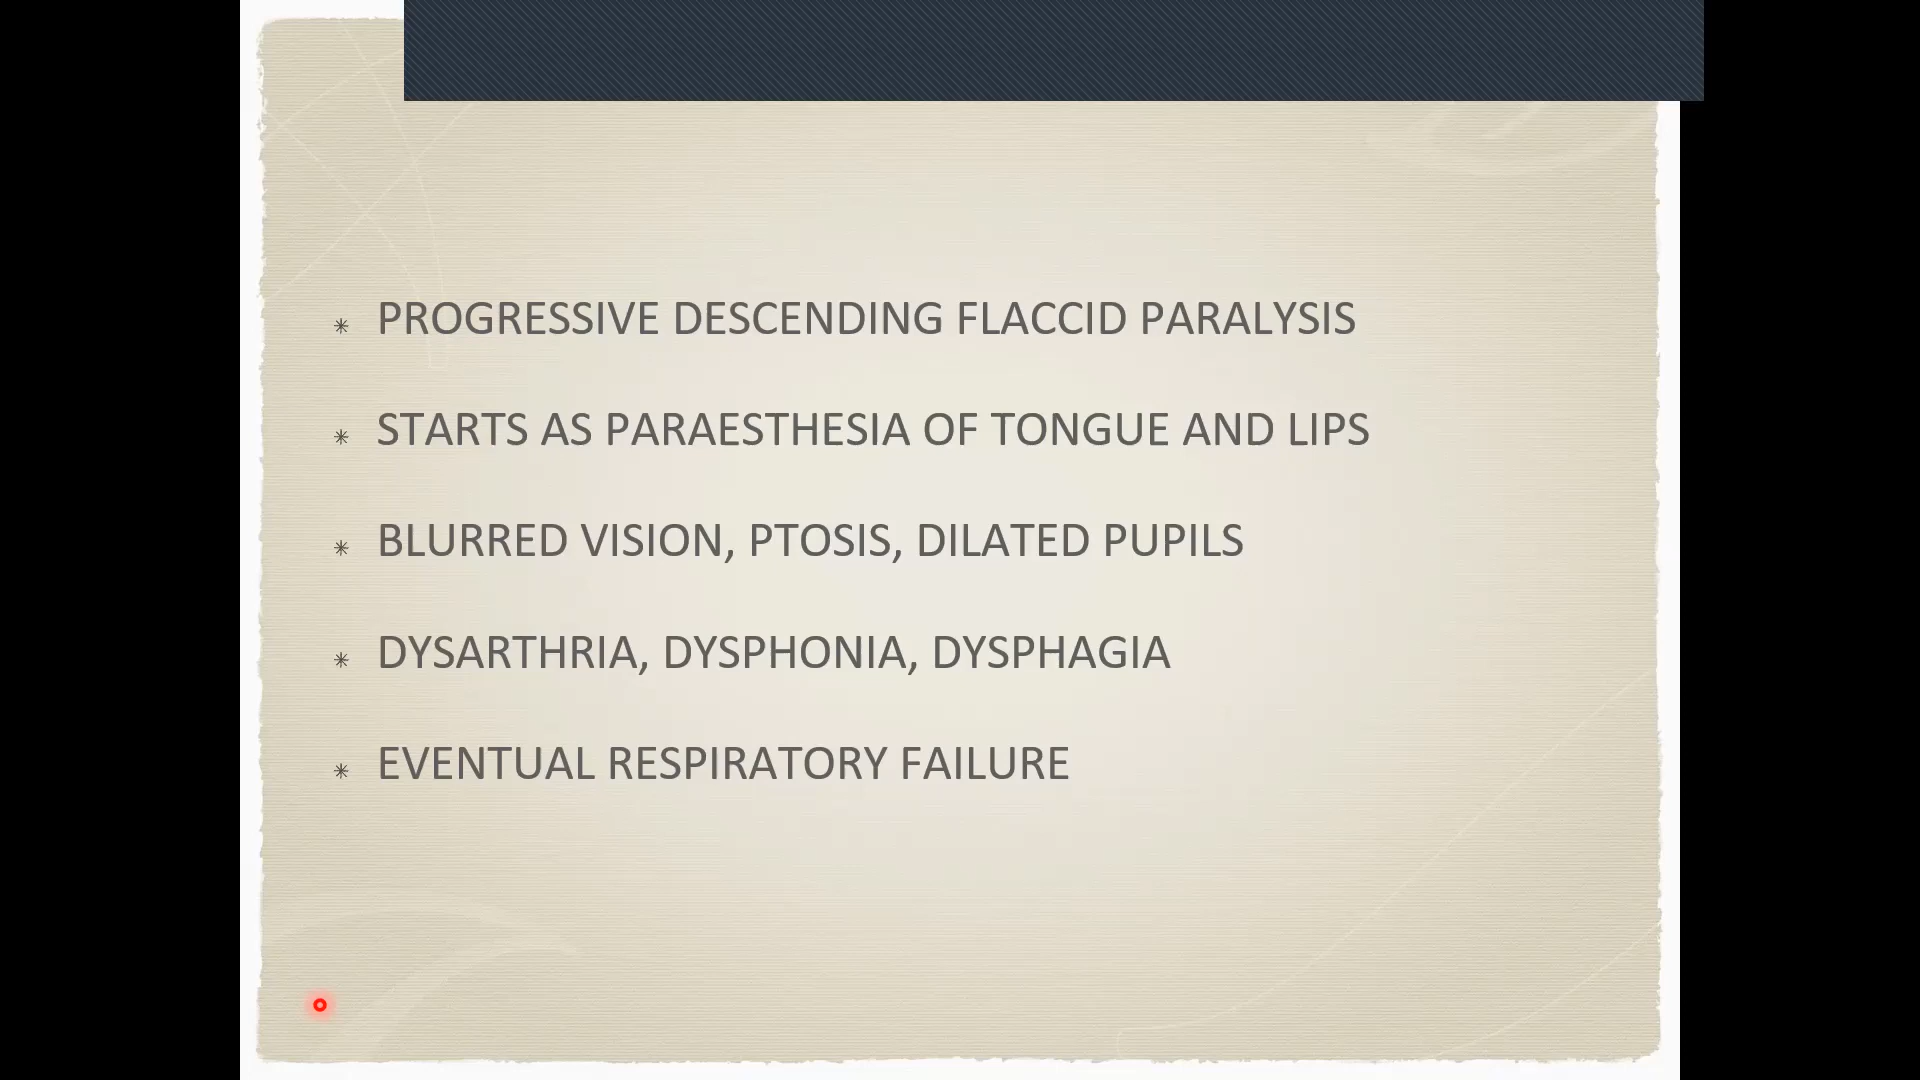 PROGRESSIVE DESCENDING FLACCID PARALYSIS
STARTS AS PARAESTHESIA OF TONGUE AND LIPS
BLURRED VISION, PTOSIS, DILATED PUPILS
DYSARTHRIA, DYSPHONIA, DYSPHAGIA
EVENTUAL RESPIRATORY FAILURE